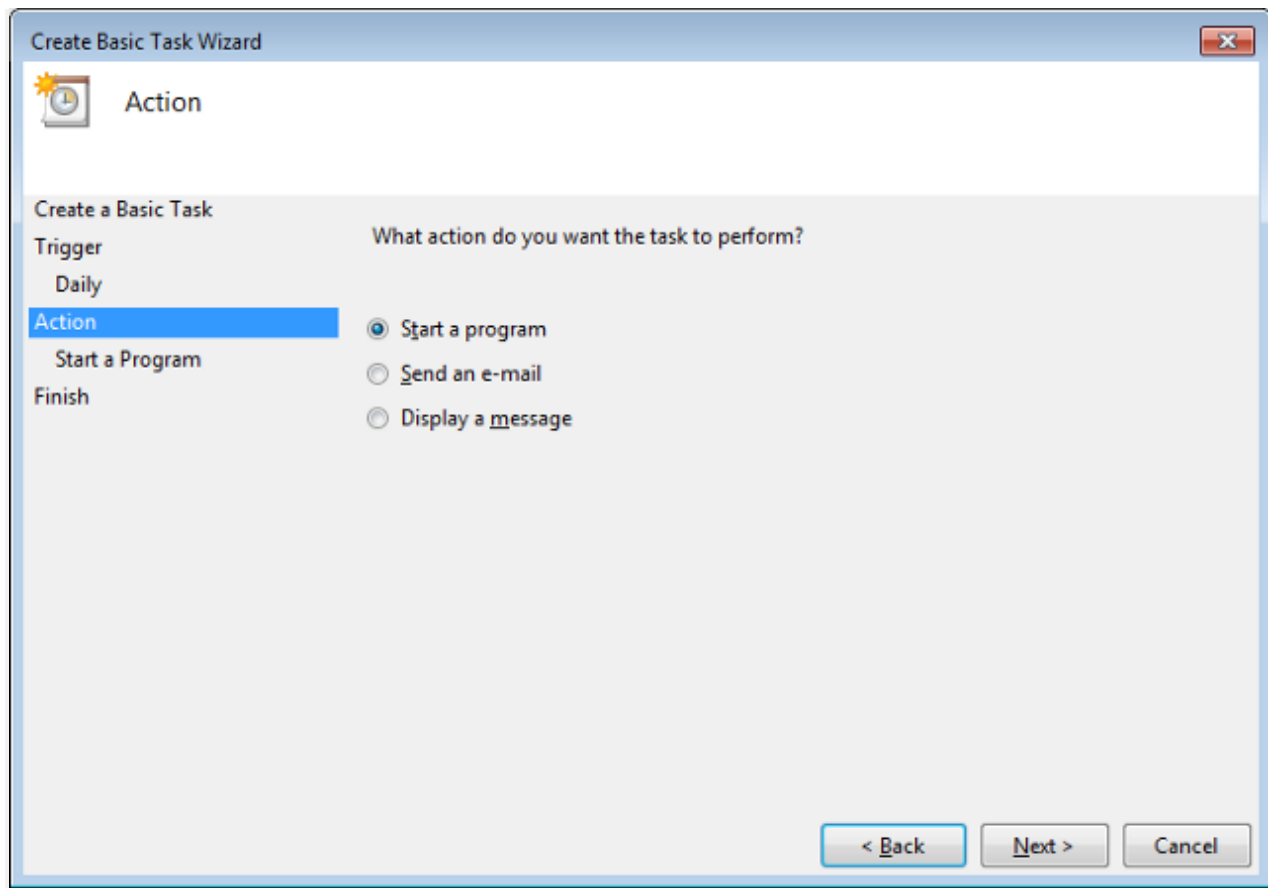 Create Basic Task Wizard
Action
Create a Basic Task
Trigger
Daily
Action
Start a Program
Finish
What action do you want the task to perform?
Start a program
Send an e-mail
Display a message
< Back
Next >
Cancel